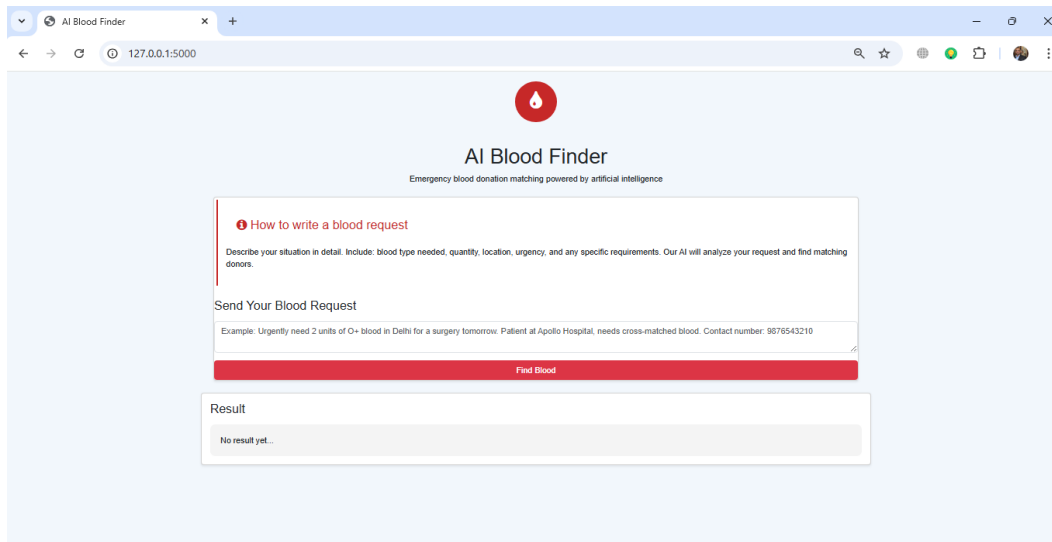 AI Blood Finder
127.0.0.1:5000
AI Blood Finder
Emergency blood donation matching powered by artificial intelligence
How to write a blood request
Describe your situation in detail. Include: blood type needed, quantity, location, urgency, and any specific requirements. Our AI will analyze your request and find matching
donors.
Send Your Blood Request
Example: Urgently need 2 units of O+ blood in Delhi for a surgery tomorrow. Patient at Apollo Hospital, needs cross-matched blood. Contact number: 9876543210
Find Blood
Result
No result yet...